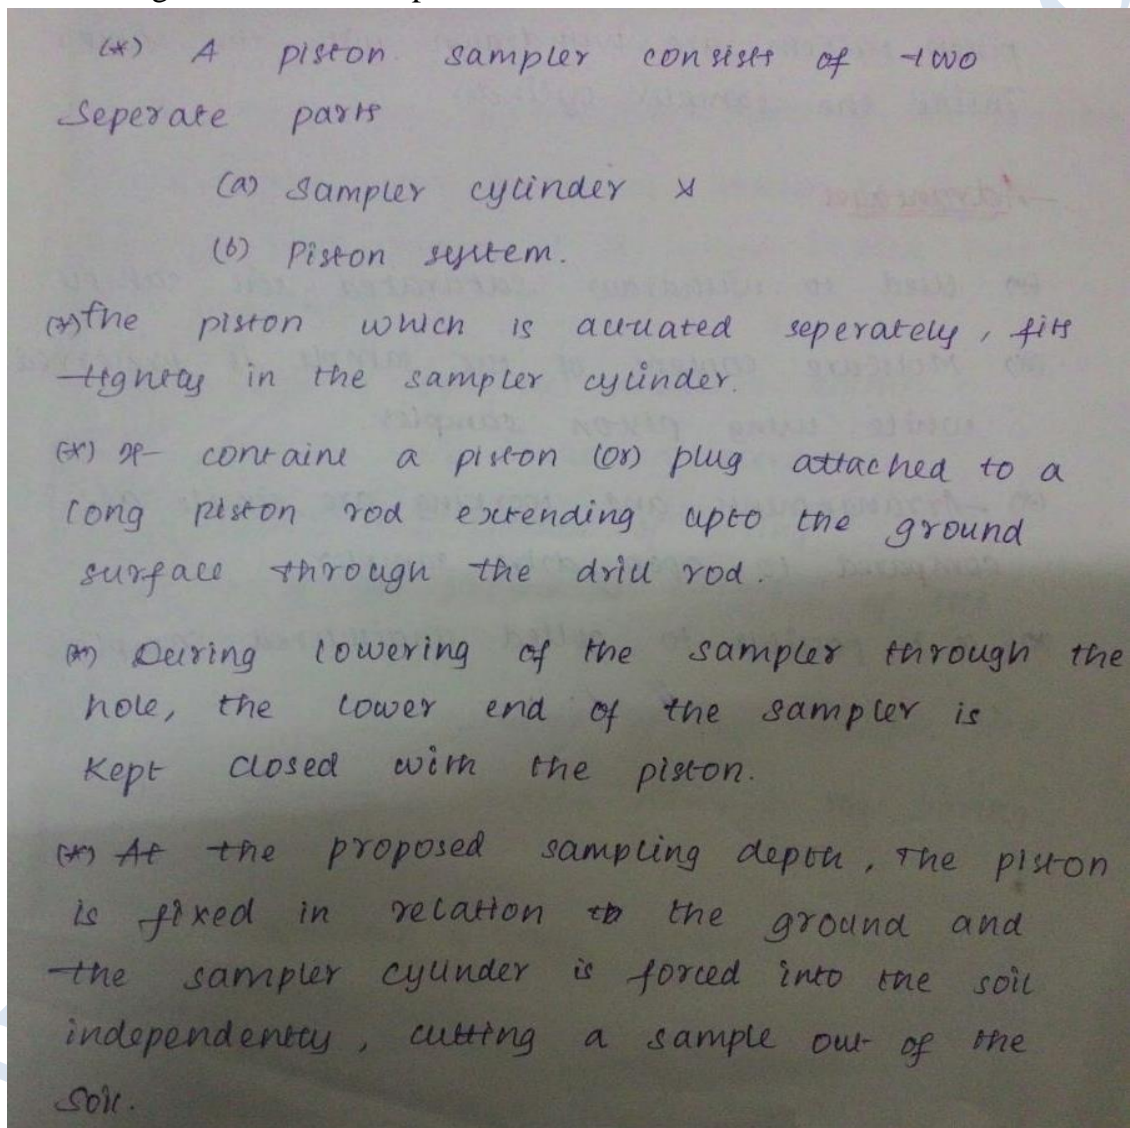 (*) A piston sampler consists of two
Seperate parts
(a) Sampler cylinder &
(b) Piston system.
(*) The piston which is actuated seperately, fits
tightly in the sampler cylinder.
(*) It contains a piston (or) plug attached to a
long piston rod extending upto the ground
surface through the drill rod.
(*) During lowering of the sampler through the
hole, the lower end of the sampler is
Kept closed with the piston.
(*) At the proposed sampling depth, The piston
is fixed in relation to the ground and
the sampler cylinder is forced into the soil
independently, cutting a sample out of the
Soil.